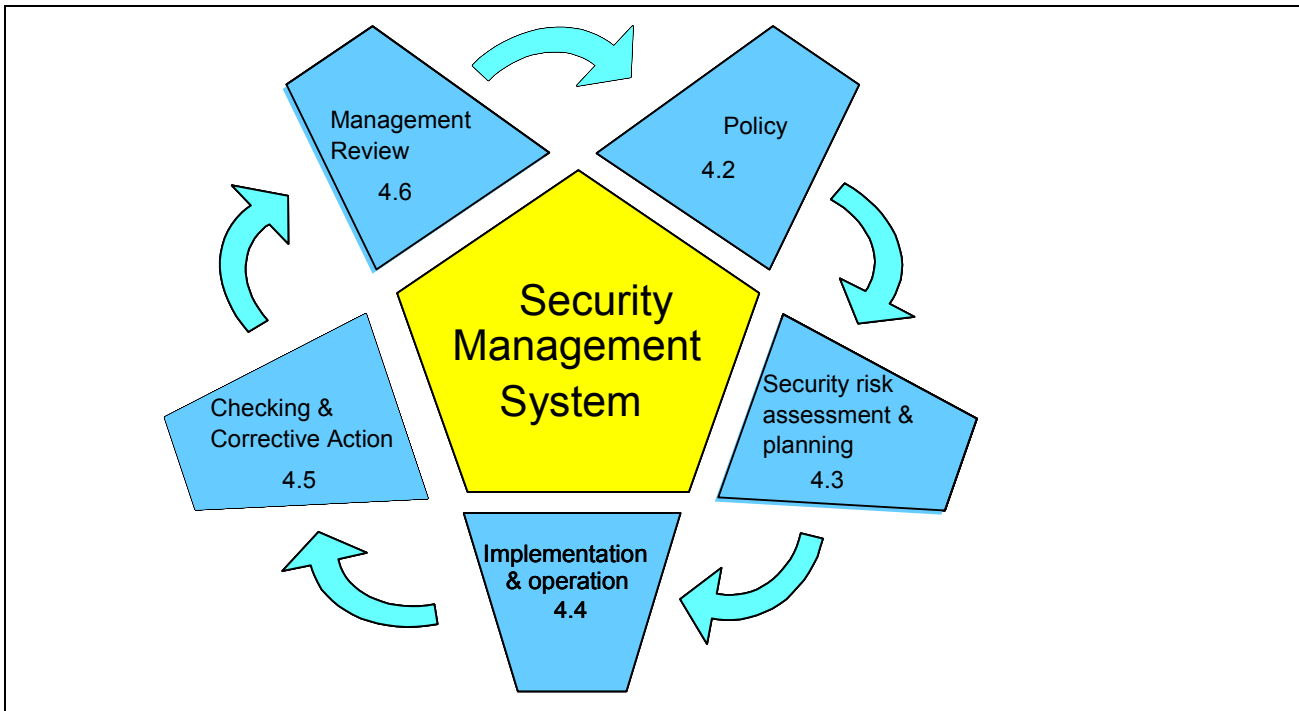 Management
Review
4.6
Policy
4.2
Security
Management
System
Security risk
assessment &
planning
4.3
Checking &
Corrective Action
4.5
Implementation
& operation
4.4